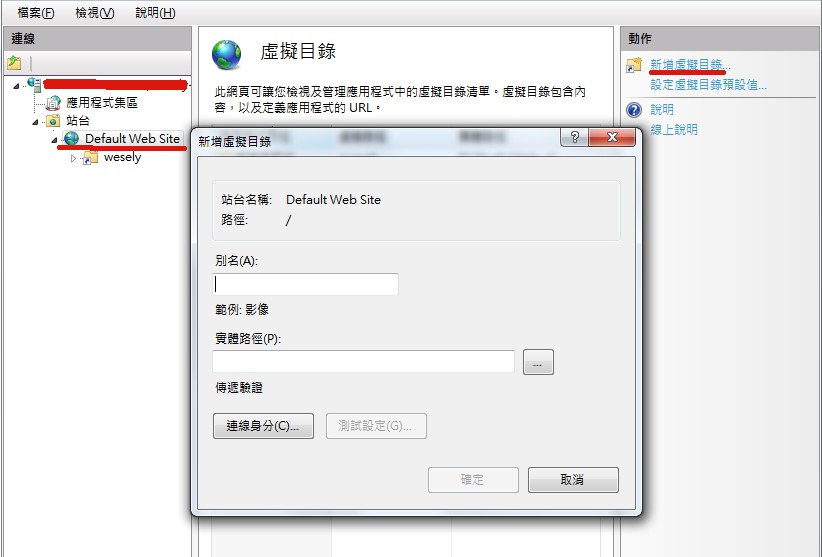 檔案(F) 檢視(V) 說明(H)
連線
應用程式集區
站台
Default Web Site
wesely
虛擬目錄
此網頁可讓您檢視及管理應用程式中的虛擬目錄清單。虛擬目錄包含內
容，以及定義應用程式的 URL。
動作
新增虛擬目錄...
設定虛擬目錄預設值...
說明
線上說明
新增虛擬目錄
站台名稱: Default Web Site
路徑: /
別名(A):
範例: 影像
實體路徑(P):
...
傳遞驗證
連線身分(C)... 測試設定(G)...
確定 取消